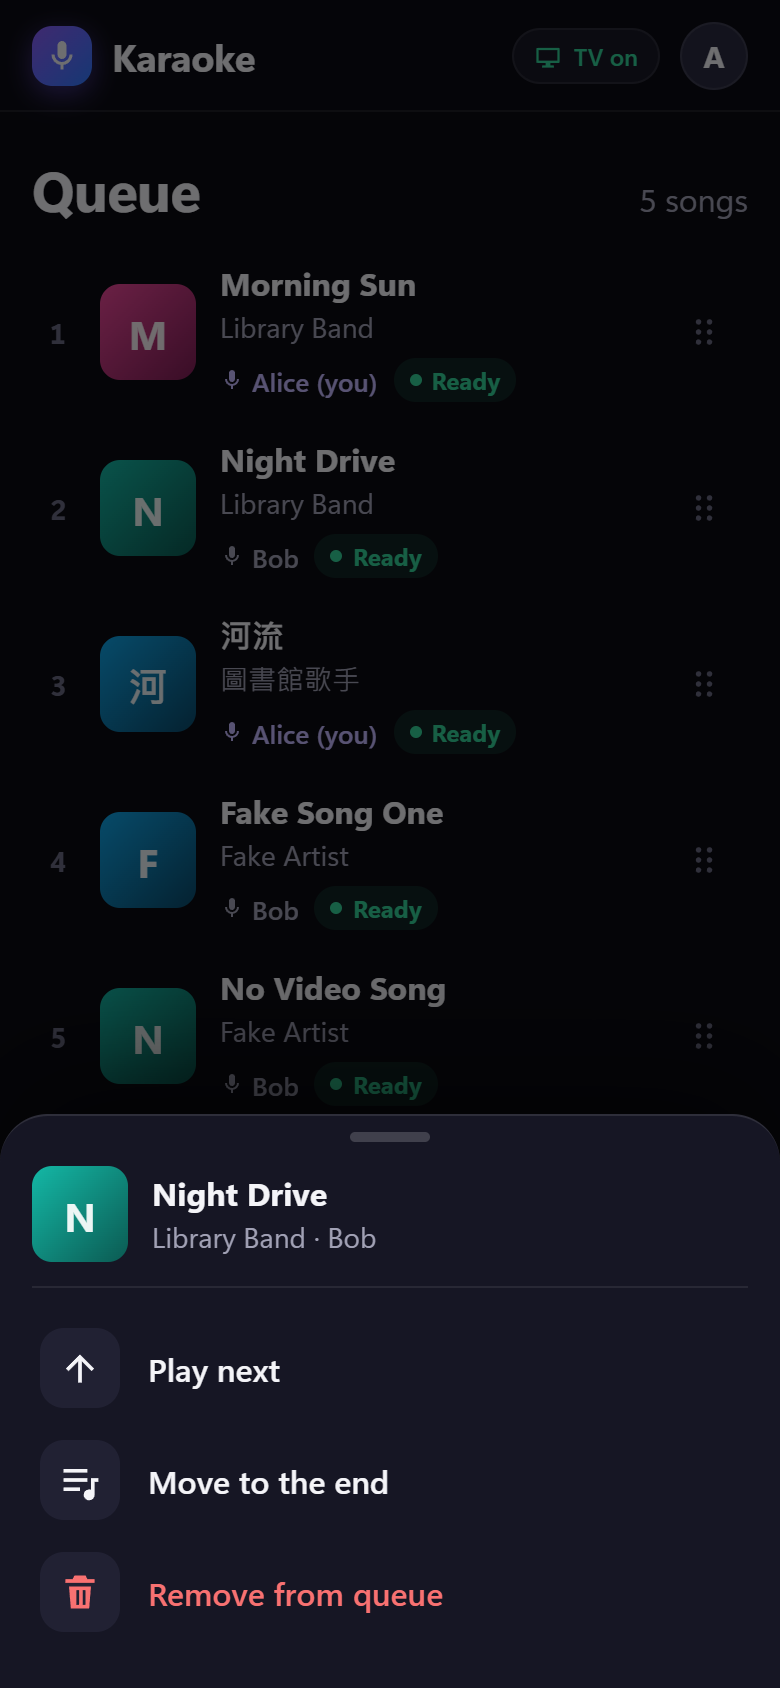 Karaoke
TV on
A
Queue
5 songs
1
M
Morning Sun
Library Band
Alice (you)
Ready
2
N
Night Drive
Library Band
Bob
Ready
3
河
河流
圖書館歌手
Alice (you)
Ready
4
F
Fake Song One
Fake Artist
Bob
Ready
5
N
No Video Song
Fake Artist
Bob
Ready
N
Night Drive
Library Band · Bob
Play next
Move to the end
Remove from queue